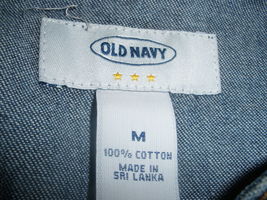 OLD NAVY
M
100% COTTON
MADE IN
SRI LANKA